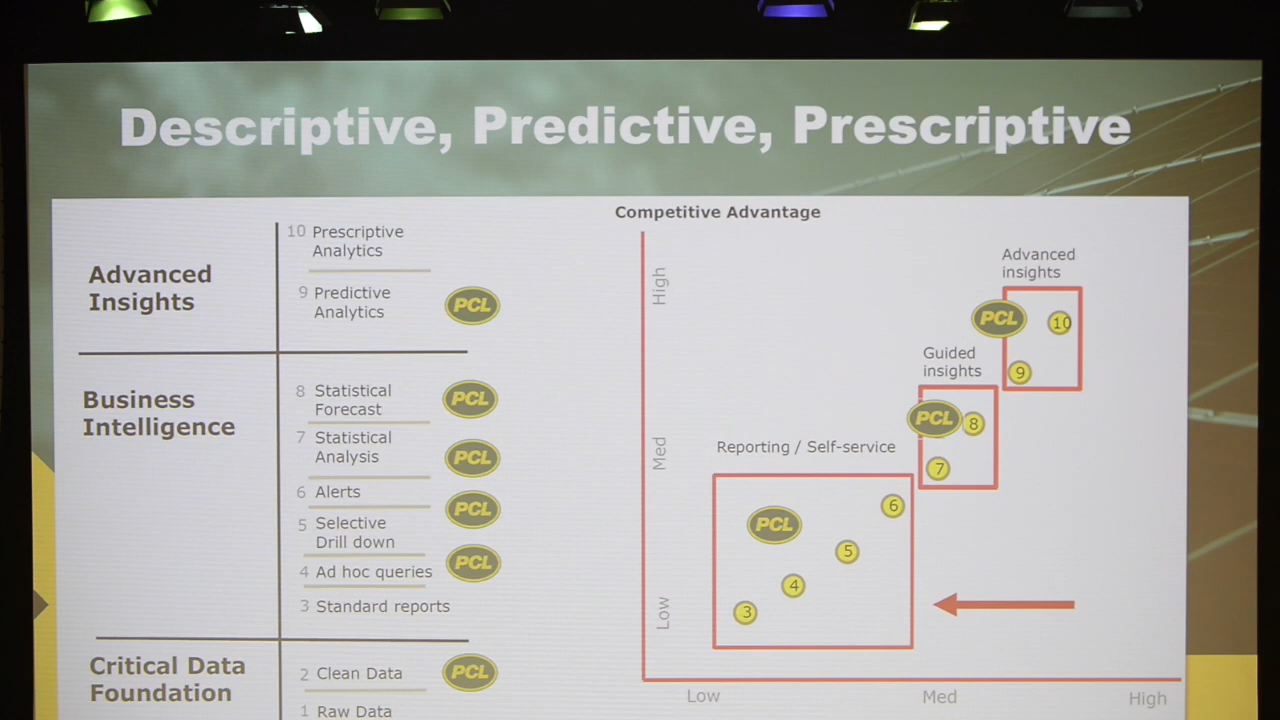 Descriptive, Predictive, Prescriptive
Advanced
Insights
10 Prescriptive
Analytics
9 Predictive
Analytics
PCL
Business
Intelligence
8 Statistical
Forecast
PCL
7 Statistical
Analysis
PCL
6 Alerts
PCL
5 Selective
Drill down
4 Ad hoc queries
PCL
3 Standard reports
Critical Data
Foundation
2 Clean Data
PCL
1 Raw Data
Competitive Advantage
High
Med
Low
Advanced
insights
PCL
10
9
Guided
insights
PCL
8
7
Reporting / Self-service
6
PCL
5
4
3
Low
Med
High